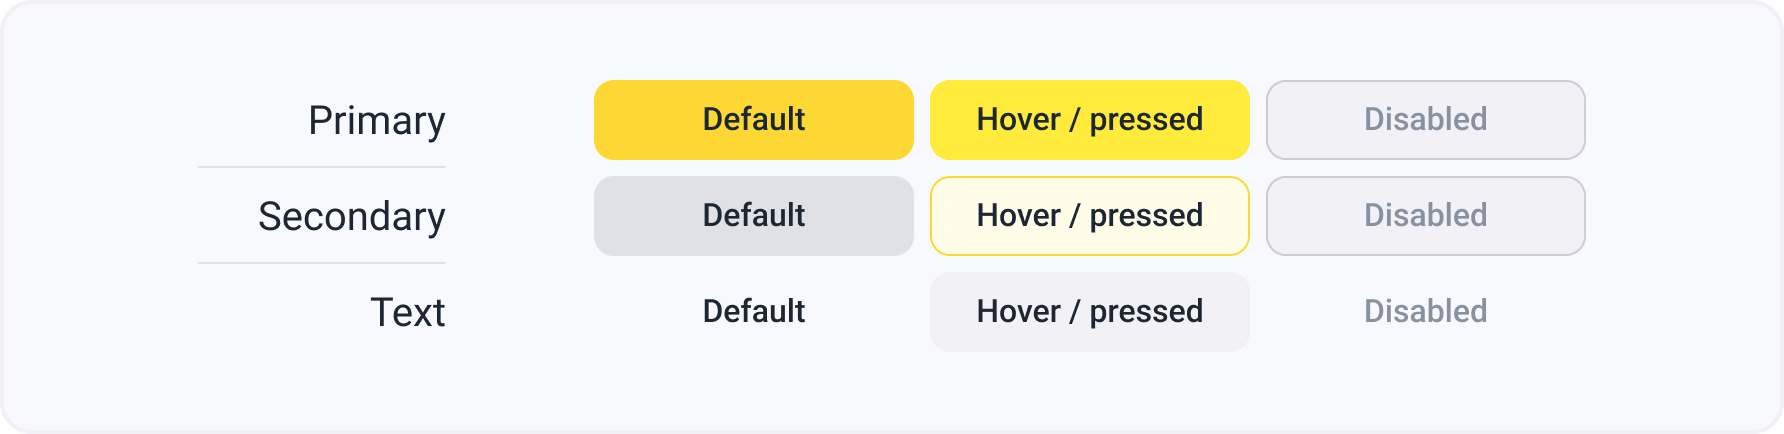 Primary
Default
Hover / pressed
Disabled
Secondary
Default
Hover / pressed
Disabled
Text
Default
Hover / pressed
Disabled